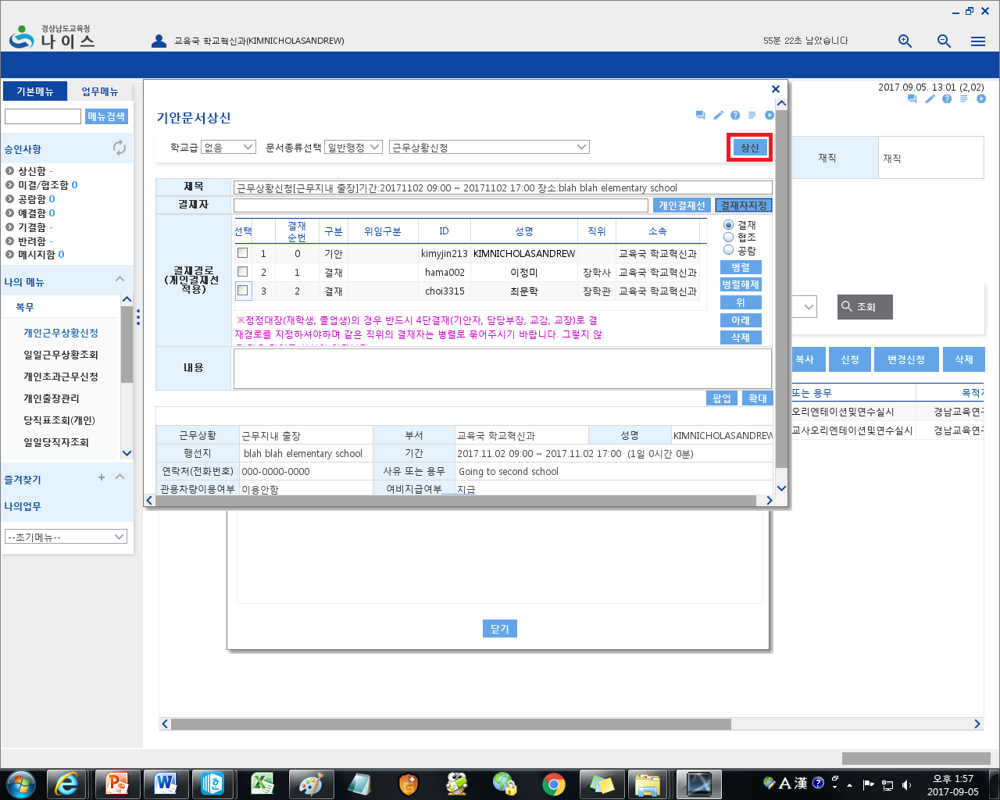 경상남도교육청
나이스
교육국 학교혁신과(KIMNICHOLASANDREW)
55분 22초 남았습니다
기본메뉴 업무메뉴
메뉴검색
승인사항
상신함 -
미결/협조함 0
공람함 0
예결함 0
기결함 -
반려함 -
메시지함 0
나의 메뉴
복무
개인근무상황신청
일일근무상황조회
개인초과근무신청
개인출장관리
당직표조회(개인)
일일당직자조회
즐겨찾기 +
나의업무
--초기메뉴--
2017.09.05. 13:01 (2,02)
재직 재직
조회
복사 신청 변경신청 삭제
또는 용무 목적지
오리엔테이션및연수실시 경남교육연구
교사오리엔테이션및연수실시 경남교육연구
기안문서상신
학교급 없음 문서종류선택 일반행정 근무상황신청 상신
제목 근무상황신청[근무지내 출장]기간:20171102 09:00 ~ 20171102 17:00 장소:blah blah elementary school
결재자 개인결재선 결재자지정
결재경로
(개인결재선
적용)
선택 결재 순번 구분 위임구분 ID 성명 직위 소속
1 0 기안 kimyjin213 KIMNICHOLASANDREW 교육국 학교혁신과
2 1 결재 hama002 이정미 장학사 교육국 학교혁신과
3 2 결재 choi3315 최문학 장학관 교육국 학교혁신과
결재
협조
공람
병렬
병렬해제
위
아래
삭제
※정정대장(재학생, 졸업생)의 경우 반드시 4단결재(기안자, 담당부장, 교감, 교장)로 결
재경로를 지정하셔야하며 같은 직위의 결재자는 병렬로 묶어주시기 바랍니다. 그렇지 않
내용
팝업 확대
근무상황 근무지내 출장 부서 교육국 학교혁신과 성명 KIMNICHOLASANDREW
행선지 blah blah elementary school 기간 2017.11.02 09:00 ~ 2017.11.02 17:00 (1일 0시간 0분)
연락처(전화번호) 000-0000-0000 사유 또는 용무 Going to second school
관용차량이용여부 이용안함 여비지급여부 지급
닫기
A 漢
오후 1:57
2017-09-05